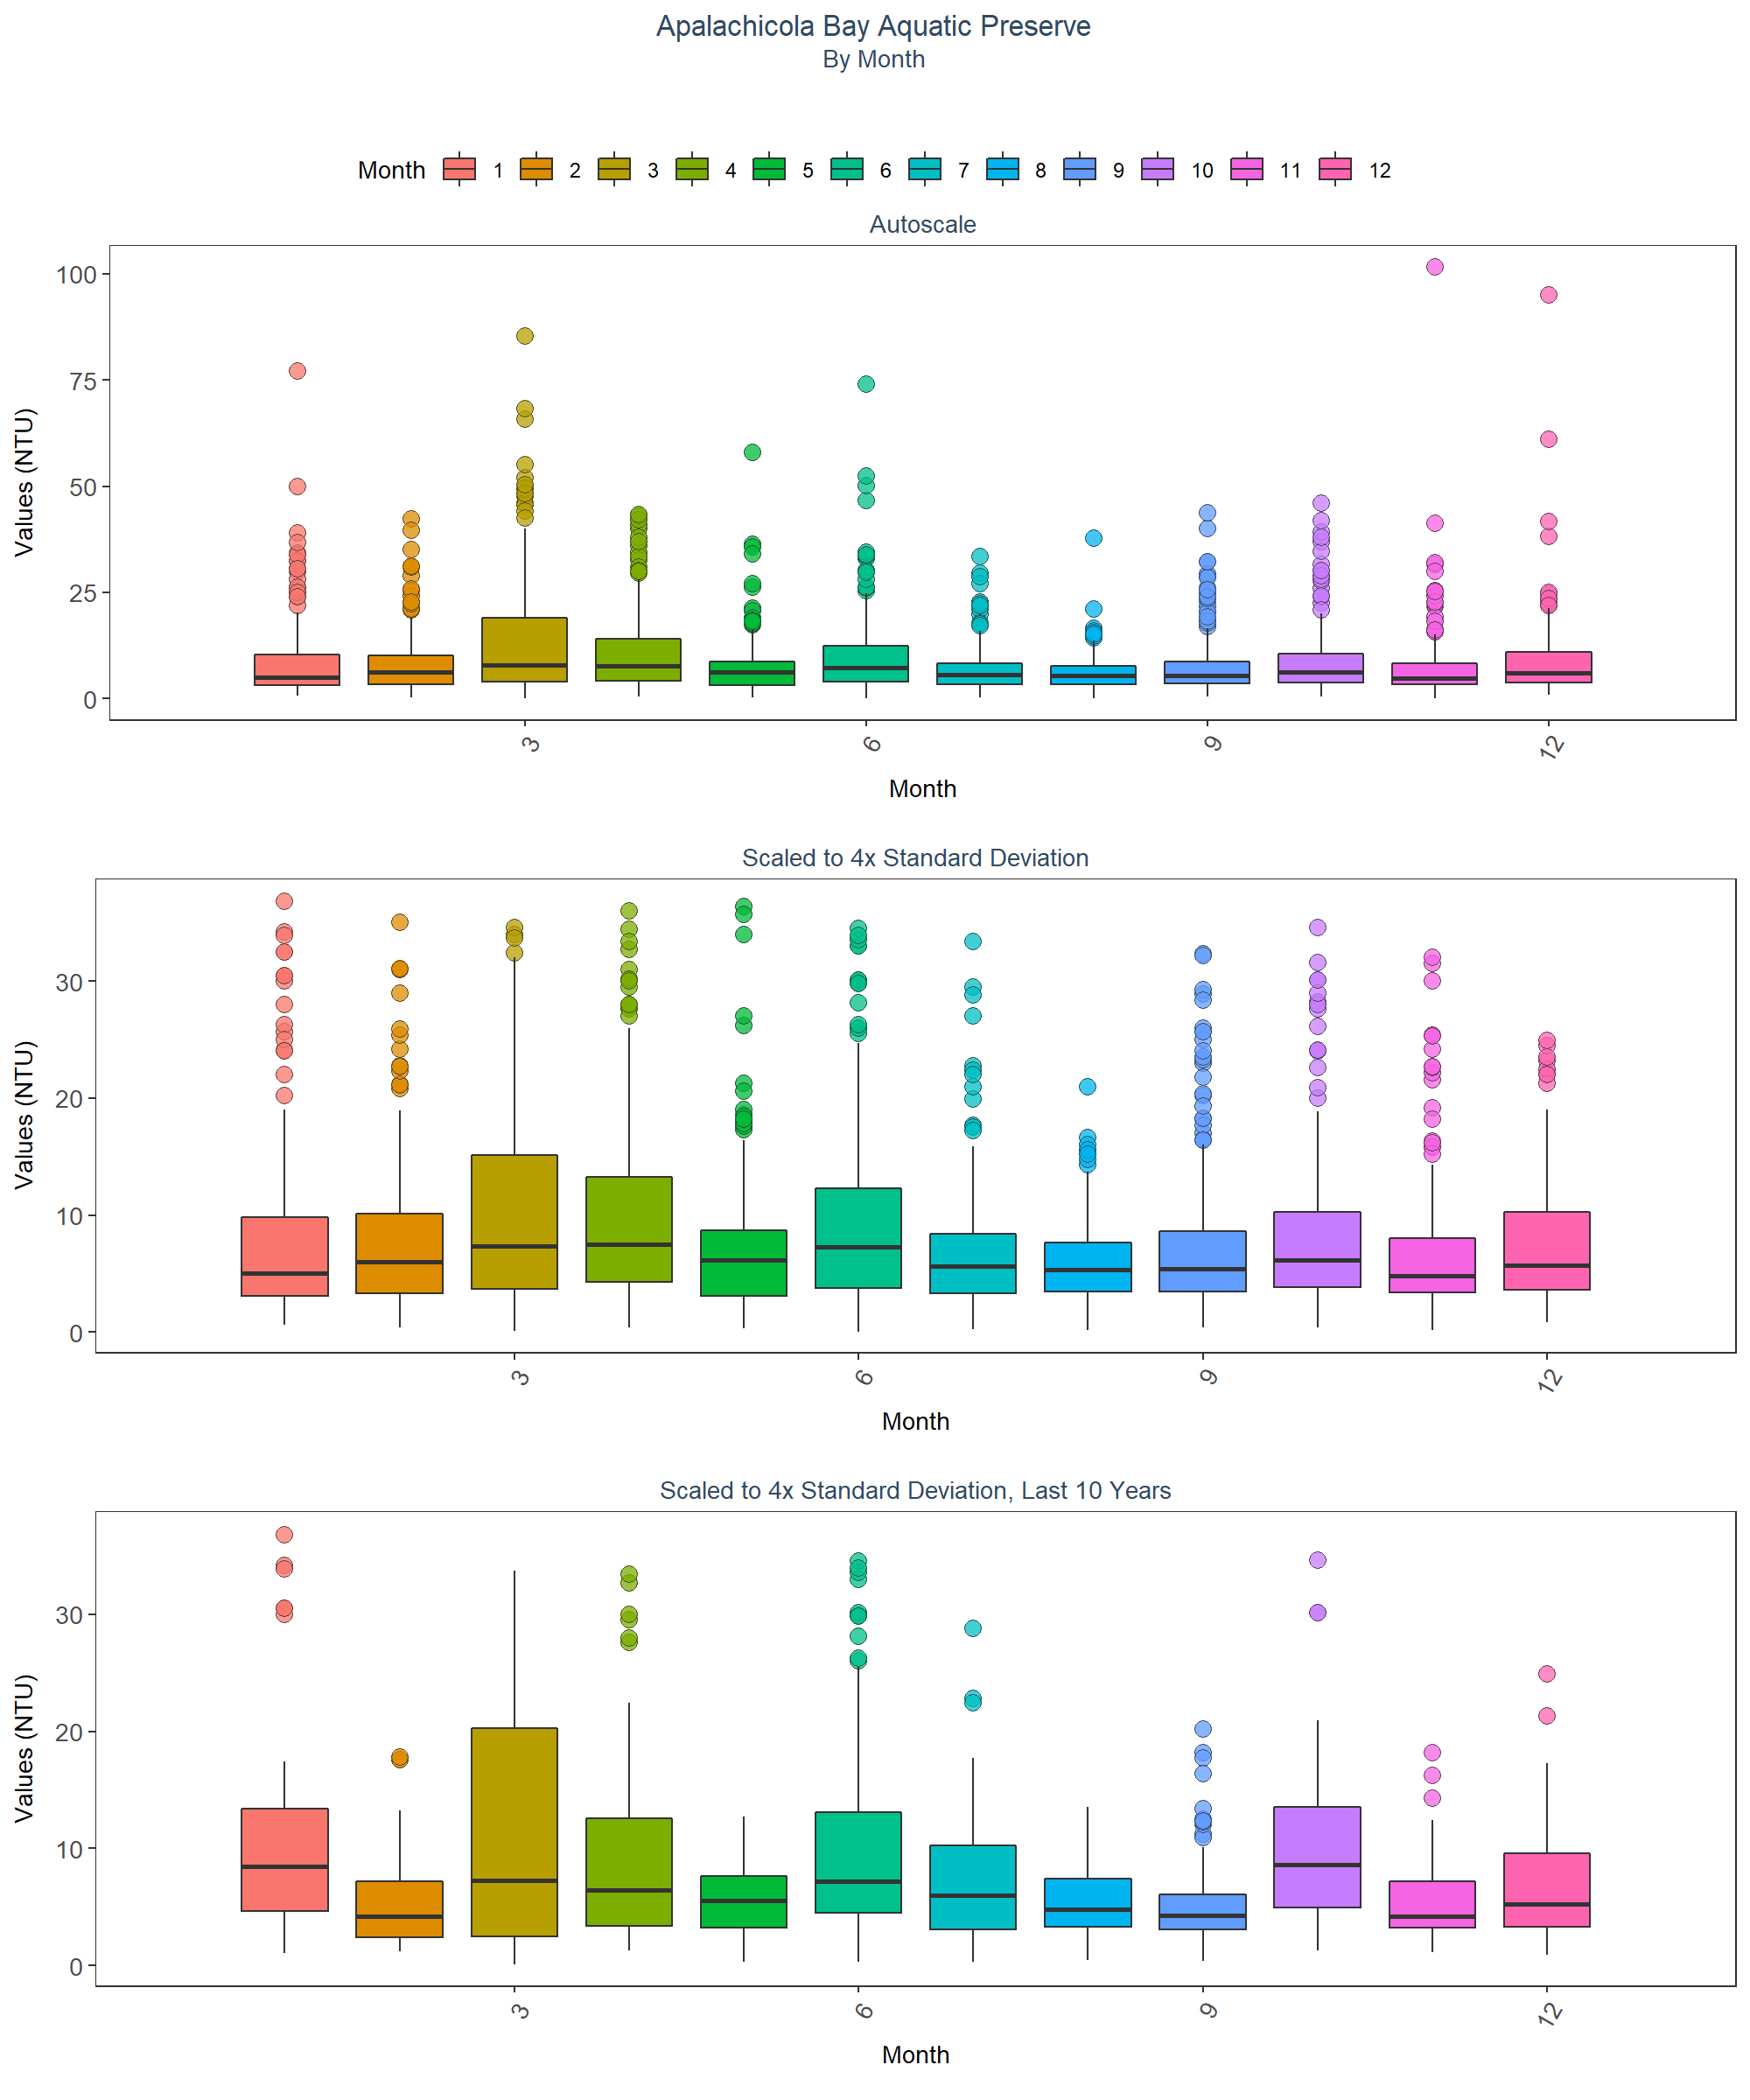 Apalachicola Bay Aquatic Preserve
By Month
Month 1 2 3 4 5 6 7 8 9 10 11 12
Autoscale
Values (NTU)
100
75
50
25
0
3 6 9 12
Month
Scaled to 4x Standard Deviation
Values (NTU)
30
20
10
0
3 6 9 12
Month
Scaled to 4x Standard Deviation, Last 10 Years
Values (NTU)
30
20
10
0
3 6 9 12
Month